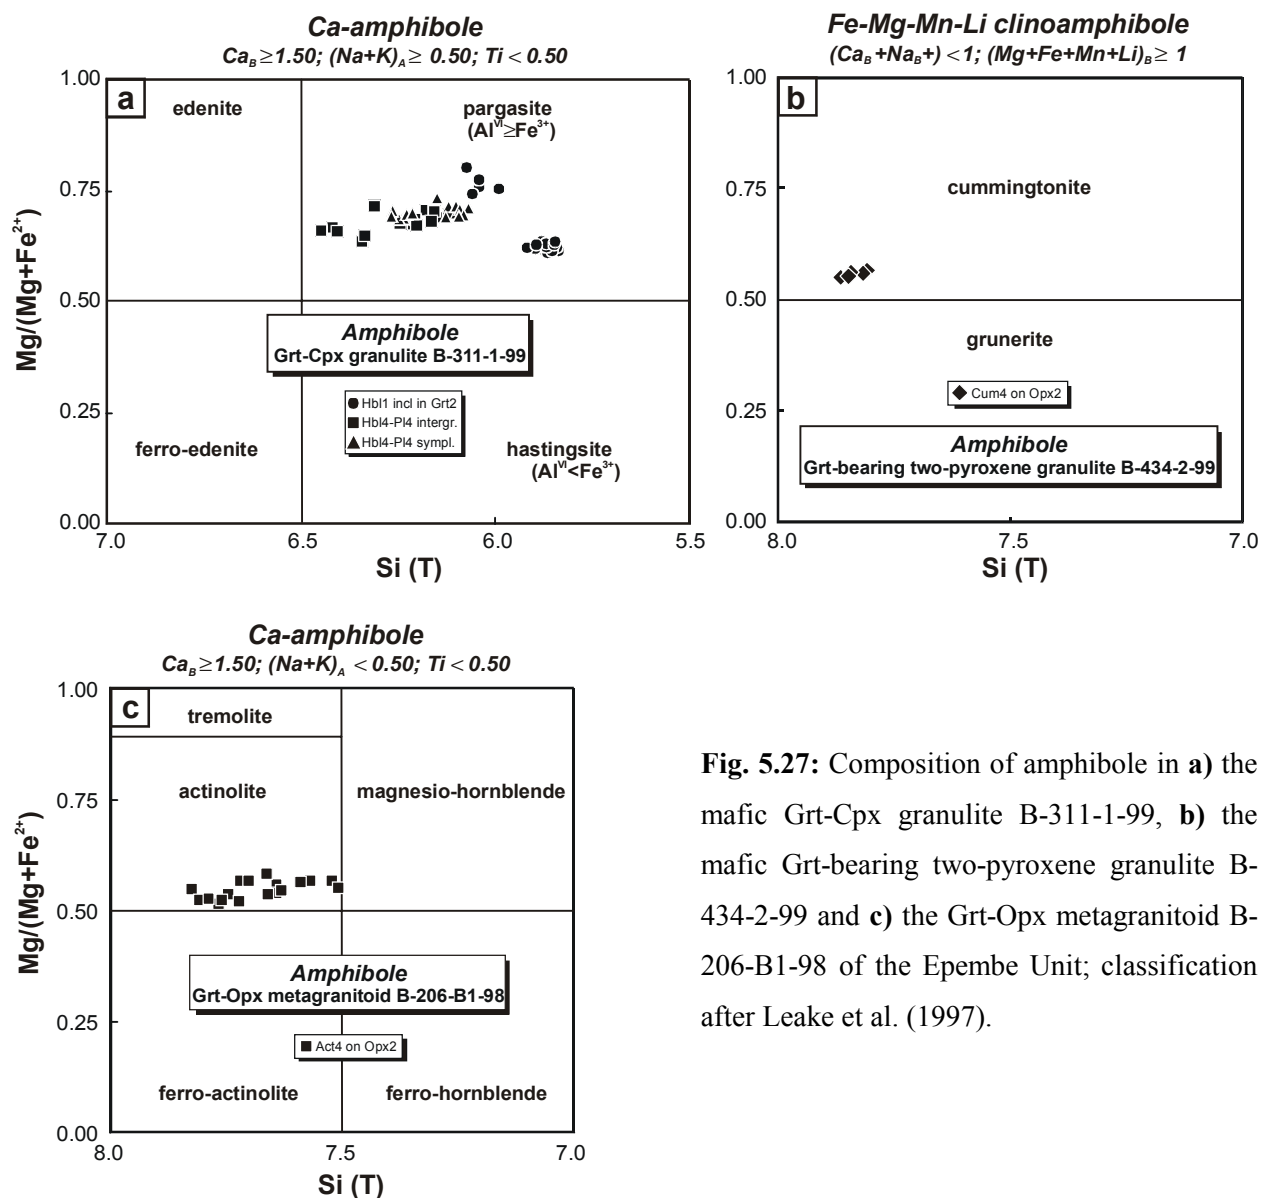 Ca-amphibole
Ca_B ≥ 1.50; (Na+K)_A ≥ 0.50; Ti < 0.50
a
1.00
0.75
0.50
0.25
0.00
Mg/(Mg+Fe²⁺)
edenite
pargasite
(Al^VI≥Fe³⁺)
Amphibole
Grt-Cpx granulite B-311-1-99
Hbl1 incl in Grt2
Hbl4-Pl4 intergr.
Hbl4-Pl4 sympl.
ferro-edenite
hastingsite
(Al^VI<Fe³⁺)
7.0
6.5
6.0
5.5
Si (T)
Fe-Mg-Mn-Li clinoamphibole
(Ca_B +Na_B+) <1; (Mg+Fe+Mn+Li)_B ≥ 1
b
1.00
0.75
0.50
0.25
0.00
cummingtonite
grunerite
Cum4 on Opx2
Amphibole
Grt-bearing two-pyroxene granulite B-434-2-99
8.0
7.5
7.0
Si (T)
Ca-amphibole
Ca_B ≥ 1.50; (Na+K)_A < 0.50; Ti < 0.50
c
1.00
0.75
0.50
0.25
0.00
Mg/(Mg+Fe²⁺)
tremolite
actinolite
magnesio-hornblende
Amphibole
Grt-Opx metagranitoid B-206-B1-98
Act4 on Opx2
ferro-actinolite
ferro-hornblende
8.0
7.5
7.0
Si (T)
Fig. 5.27: Composition of amphibole in a) the
mafic Grt-Cpx granulite B-311-1-99, b) the
mafic Grt-bearing two-pyroxene granulite B-
434-2-99 and c) the Grt-Opx metagranitoid B-
206-B1-98 of the Epembe Unit; classification
after Leake et al. (1997).